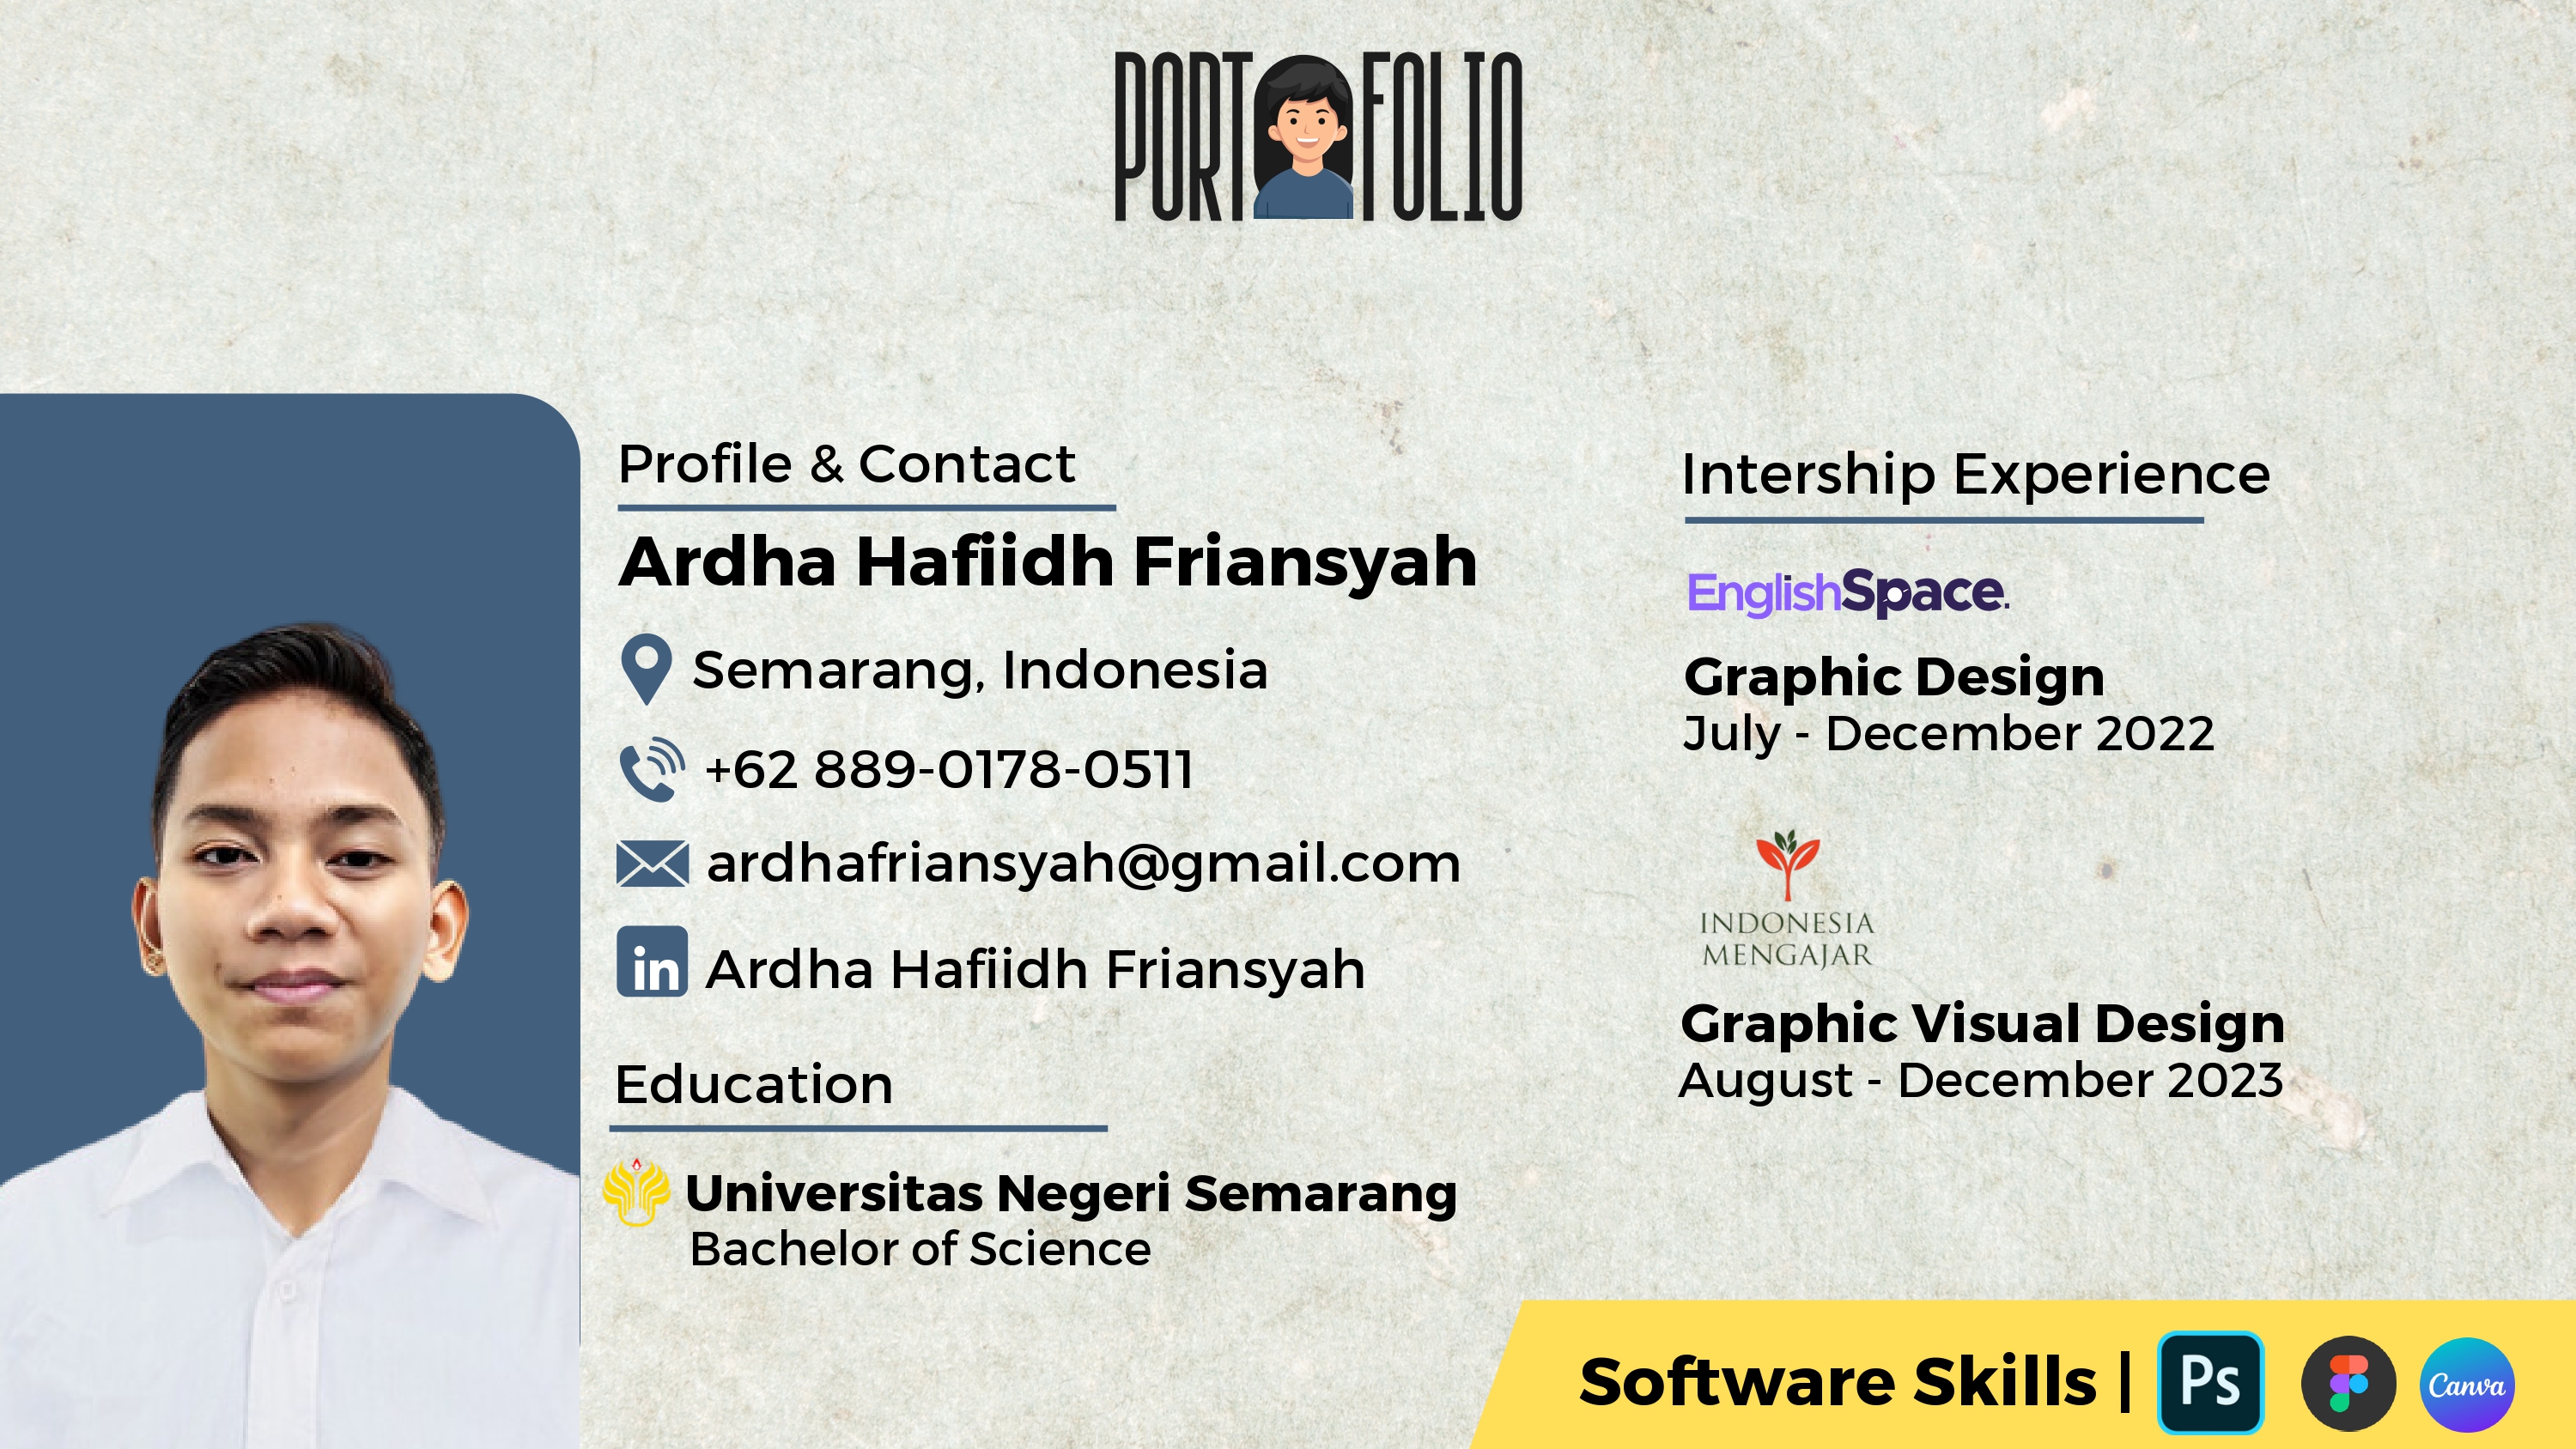 PORTOFOLIO
Profile & Contact
Ardha Hafiidh Friansyah
Semarang, Indonesia
+62 889-0178-0511
ardhafriansyah@gmail.com
in Ardha Hafiidh Friansyah
Education
Universitas Negeri Semarang
Bachelor of Science
Intership Experience
EnglishSpace.
Graphic Design
July - December 2022
INDONESIA
MENGAJAR
Graphic Visual Design
August - December 2023
Software Skills | Ps Canva